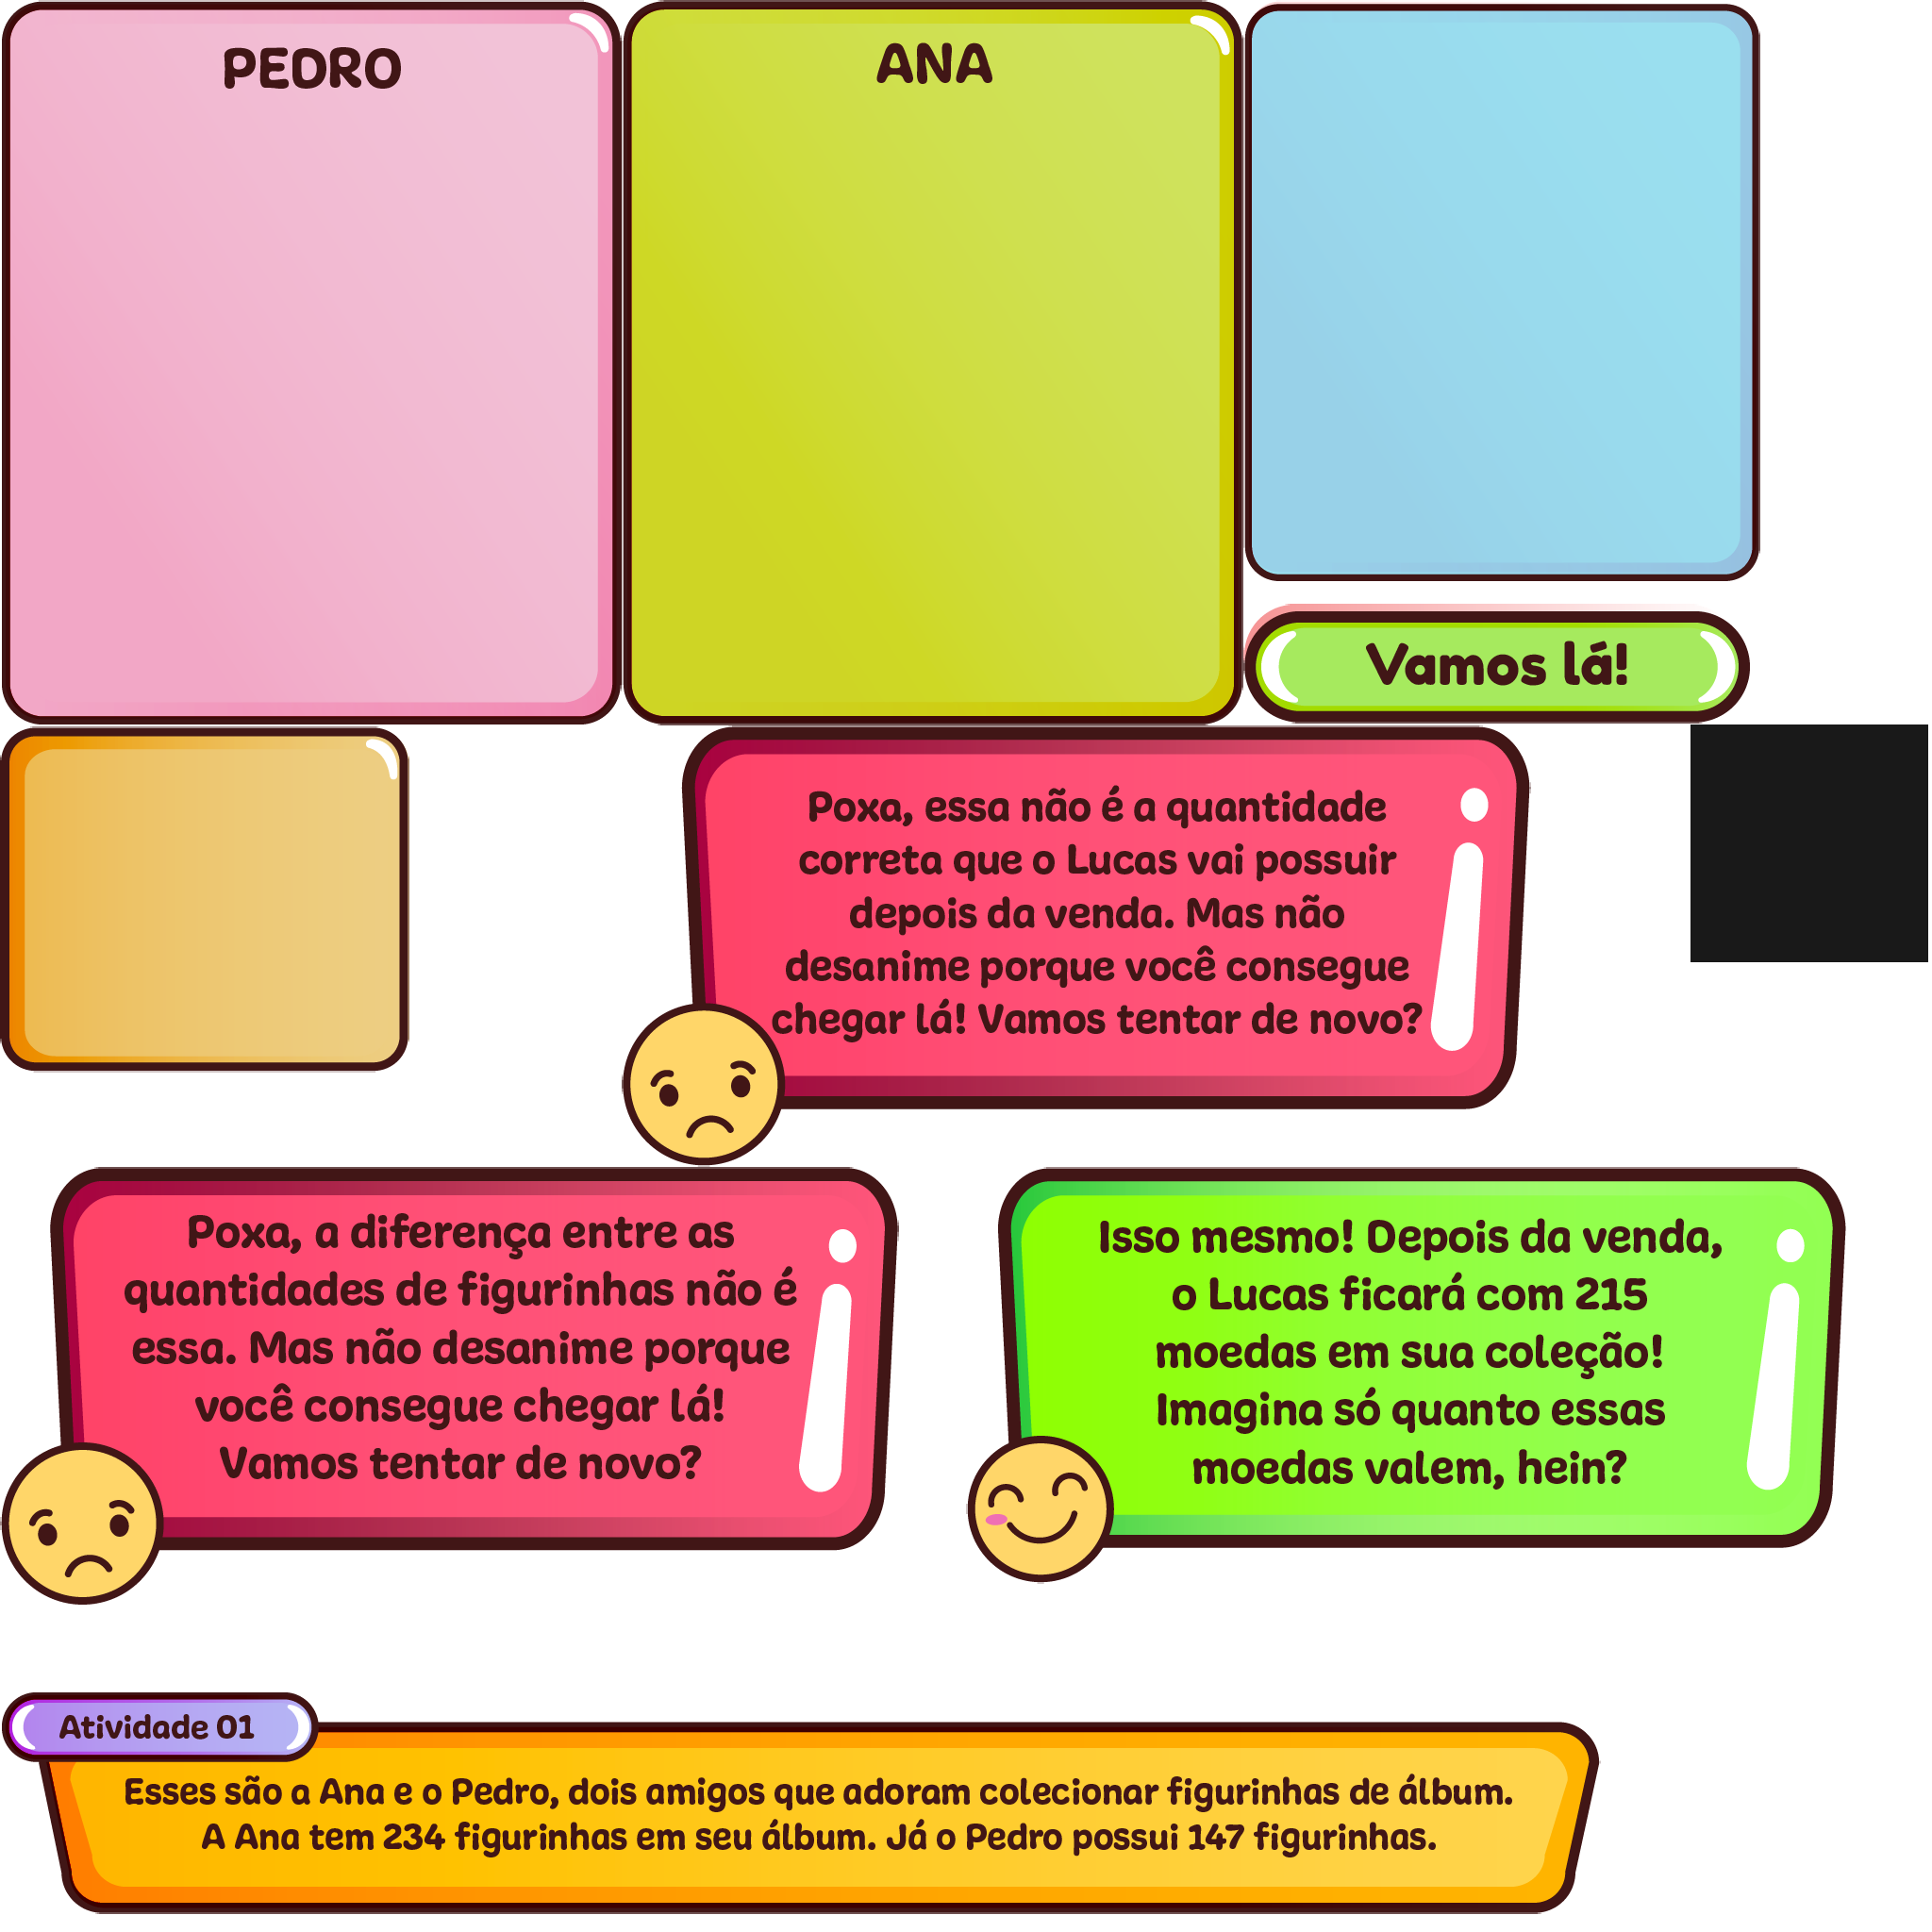 PEDRO
ANA
Vamos lá!
Poxa, essa não é a quantidade
correta que o Lucas vai possuir
depois da venda. Mas não
desanime porque você consegue
chegar lá! Vamos tentar de novo?
Poxa, a diferença entre as
quantidades de figurinhas não é
essa. Mas não desanime porque
você consegue chegar lá!
Vamos tentar de novo?
Isso mesmo! Depois da venda,
o Lucas ficará com 215
moedas em sua coleção!
Imagina só quanto essas
moedas valem, hein?
Atividade 01
Esses são a Ana e o Pedro, dois amigos que adoram colecionar figurinhas de álbum.
A Ana tem 234 figurinhas em seu álbum. Já o Pedro possui 147 figurinhas.